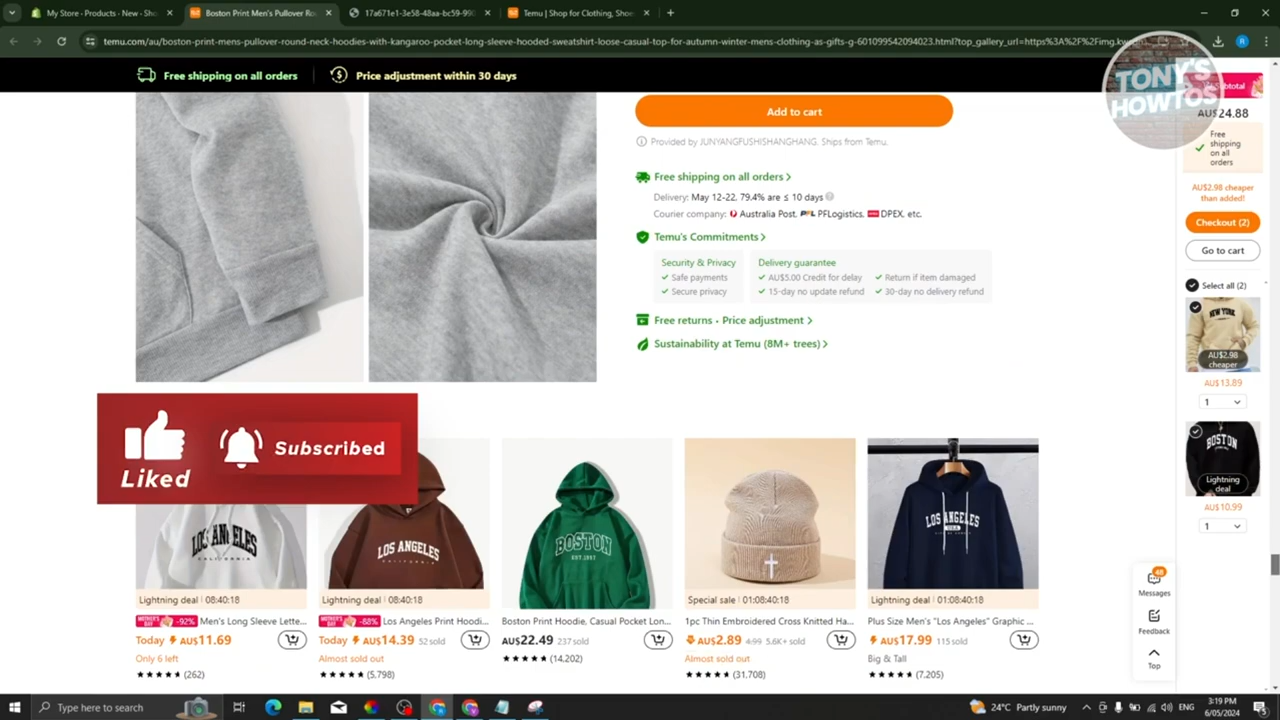 My Store - Products - New - Sho
Boston Print Men's Pullover Ro
17a671e1-3e58-48aa-bc59-99
Temu | Shop for Clothing, Shoe
temu.com/au/boston-print-mens-pullover-round-neck-hoodies-with-kangaroo-pocket-long-sleeve-hooded-sweatshirt-loose-casual-top-for-autumn-winter-mens-clothing-as-gifts-g-601099542094023.html?top_gallery_url=https%3A%2F%2Fimg.kw
Free shipping on all orders
Price adjustment within 30 days
TONY'S
HOWTOS
Subtotal
AU$24.88
Free
shipping
on all
orders
AU$2.98 cheaper
than added!
Checkout (2)
Go to cart
Select all (2)
NEW YORK
AU$2.98
cheaper
AU$13.89
1
BOSTON
Lightning
deal
AU$10.99
1
Add to cart
Provided by JUNYANGFUSHISHANGHANG. Ships from Temu.
Free shipping on all orders >
Delivery: May 12-22, 79.4% are ≤ 10 days
Courier company: Australia Post, PFL PFLogistics, DPEX, etc.
Temu's Commitments >
Security & Privacy
Delivery guarantee
Safe payments
AU$5.00 Credit for delay
Return if item damaged
Secure privacy
15-day no update refund
30-day no delivery refund
Free returns • Price adjustment >
Sustainability at Temu (8M+ trees) >
Liked
Subscribed
LOS ANGELES
CALIFORNIA
LOS ANGELES
CALIFORNIA
BOSTON
LOS ANGELES
Lightning deal | 08:40:18
Lightning deal | 08:40:18
Special sale | 01:08:40:18
Lightning deal | 01:08:40:18
MOTHER'S DAY -92% Men's Long Sleeve Lette...
MOTHER'S DAY -88% Los Angeles Print Hoodi...
Boston Print Hoodie, Casual Pocket Lon...
1pc Thin Embroidered Cross Knitted Ha...
Plus Size Men's "Los Angeles" Graphic ...
Today AU$11.69
Today AU$14.39 52 sold
AU$22.49 237 sold
AU$2.89 4.99 5.6K+ sold
AU$17.99 115 sold
Only 6 left
Almost sold out
(14,202)
Almost sold out
Big & Tall
(262)
(5,798)
(31,708)
(7,205)
48
Messages
Feedback
Top
Type here to search
24°C Partly sunny
ENG
3:19 PM
6/05/2024
5